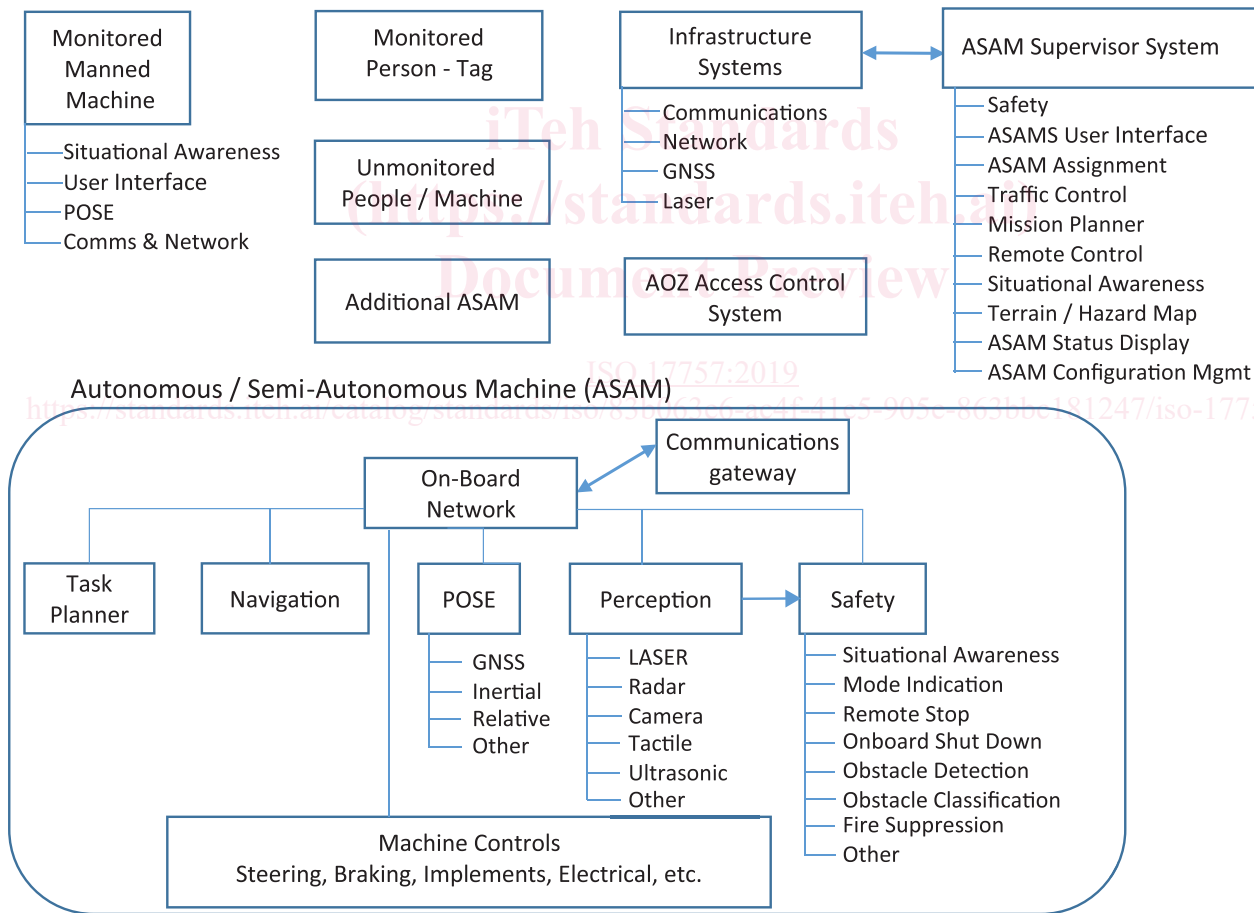 Monitored
Manned
Machine
Situational Awareness
User Interface
POSE
Comms & Network
Monitored
Person - Tag
Unmonitored
People / Machine
Additional ASAM
Infrastructure
Systems
Communications
Network
GNSS
Laser
AOZ Access Control
System
ASAM Supervisor System
Safety
ASAMS User Interface
ASAM Assignment
Traffic Control
Mission Planner
Remote Control
Situational Awareness
Terrain / Hazard Map
ASAM Status Display
ASAM Configuration Mgmt
iTeh Standards
(https://standards.iteh.ai)
Document Preview
ISO 17757:2019
Autonomous / Semi-Autonomous Machine (ASAM)
Communications
gateway
On-Board
Network
Task
Planner
Navigation
POSE
GNSS
Inertial
Relative
Other
Perception
LASER
Radar
Camera
Tactile
Ultrasonic
Other
Safety
Situational Awareness
Mode Indication
Remote Stop
Onboard Shut Down
Obstacle Detection
Obstacle Classification
Fire Suppression
Other
Machine Controls
Steering, Braking, Implements, Electrical, etc.